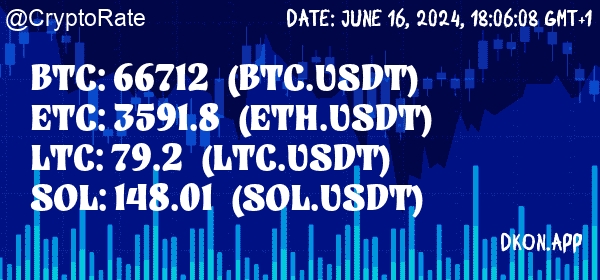 @CryptoRate
DATE: JUNE 16, 2024, 18:06:08 GMT+1
BTC: 66712 (BTC.USDT)
ETC: 3591.8 (ETH.USDT)
LTC: 79.2 (LTC.USDT)
SOL: 148.01 (SOL.USDT)
DKON.APP